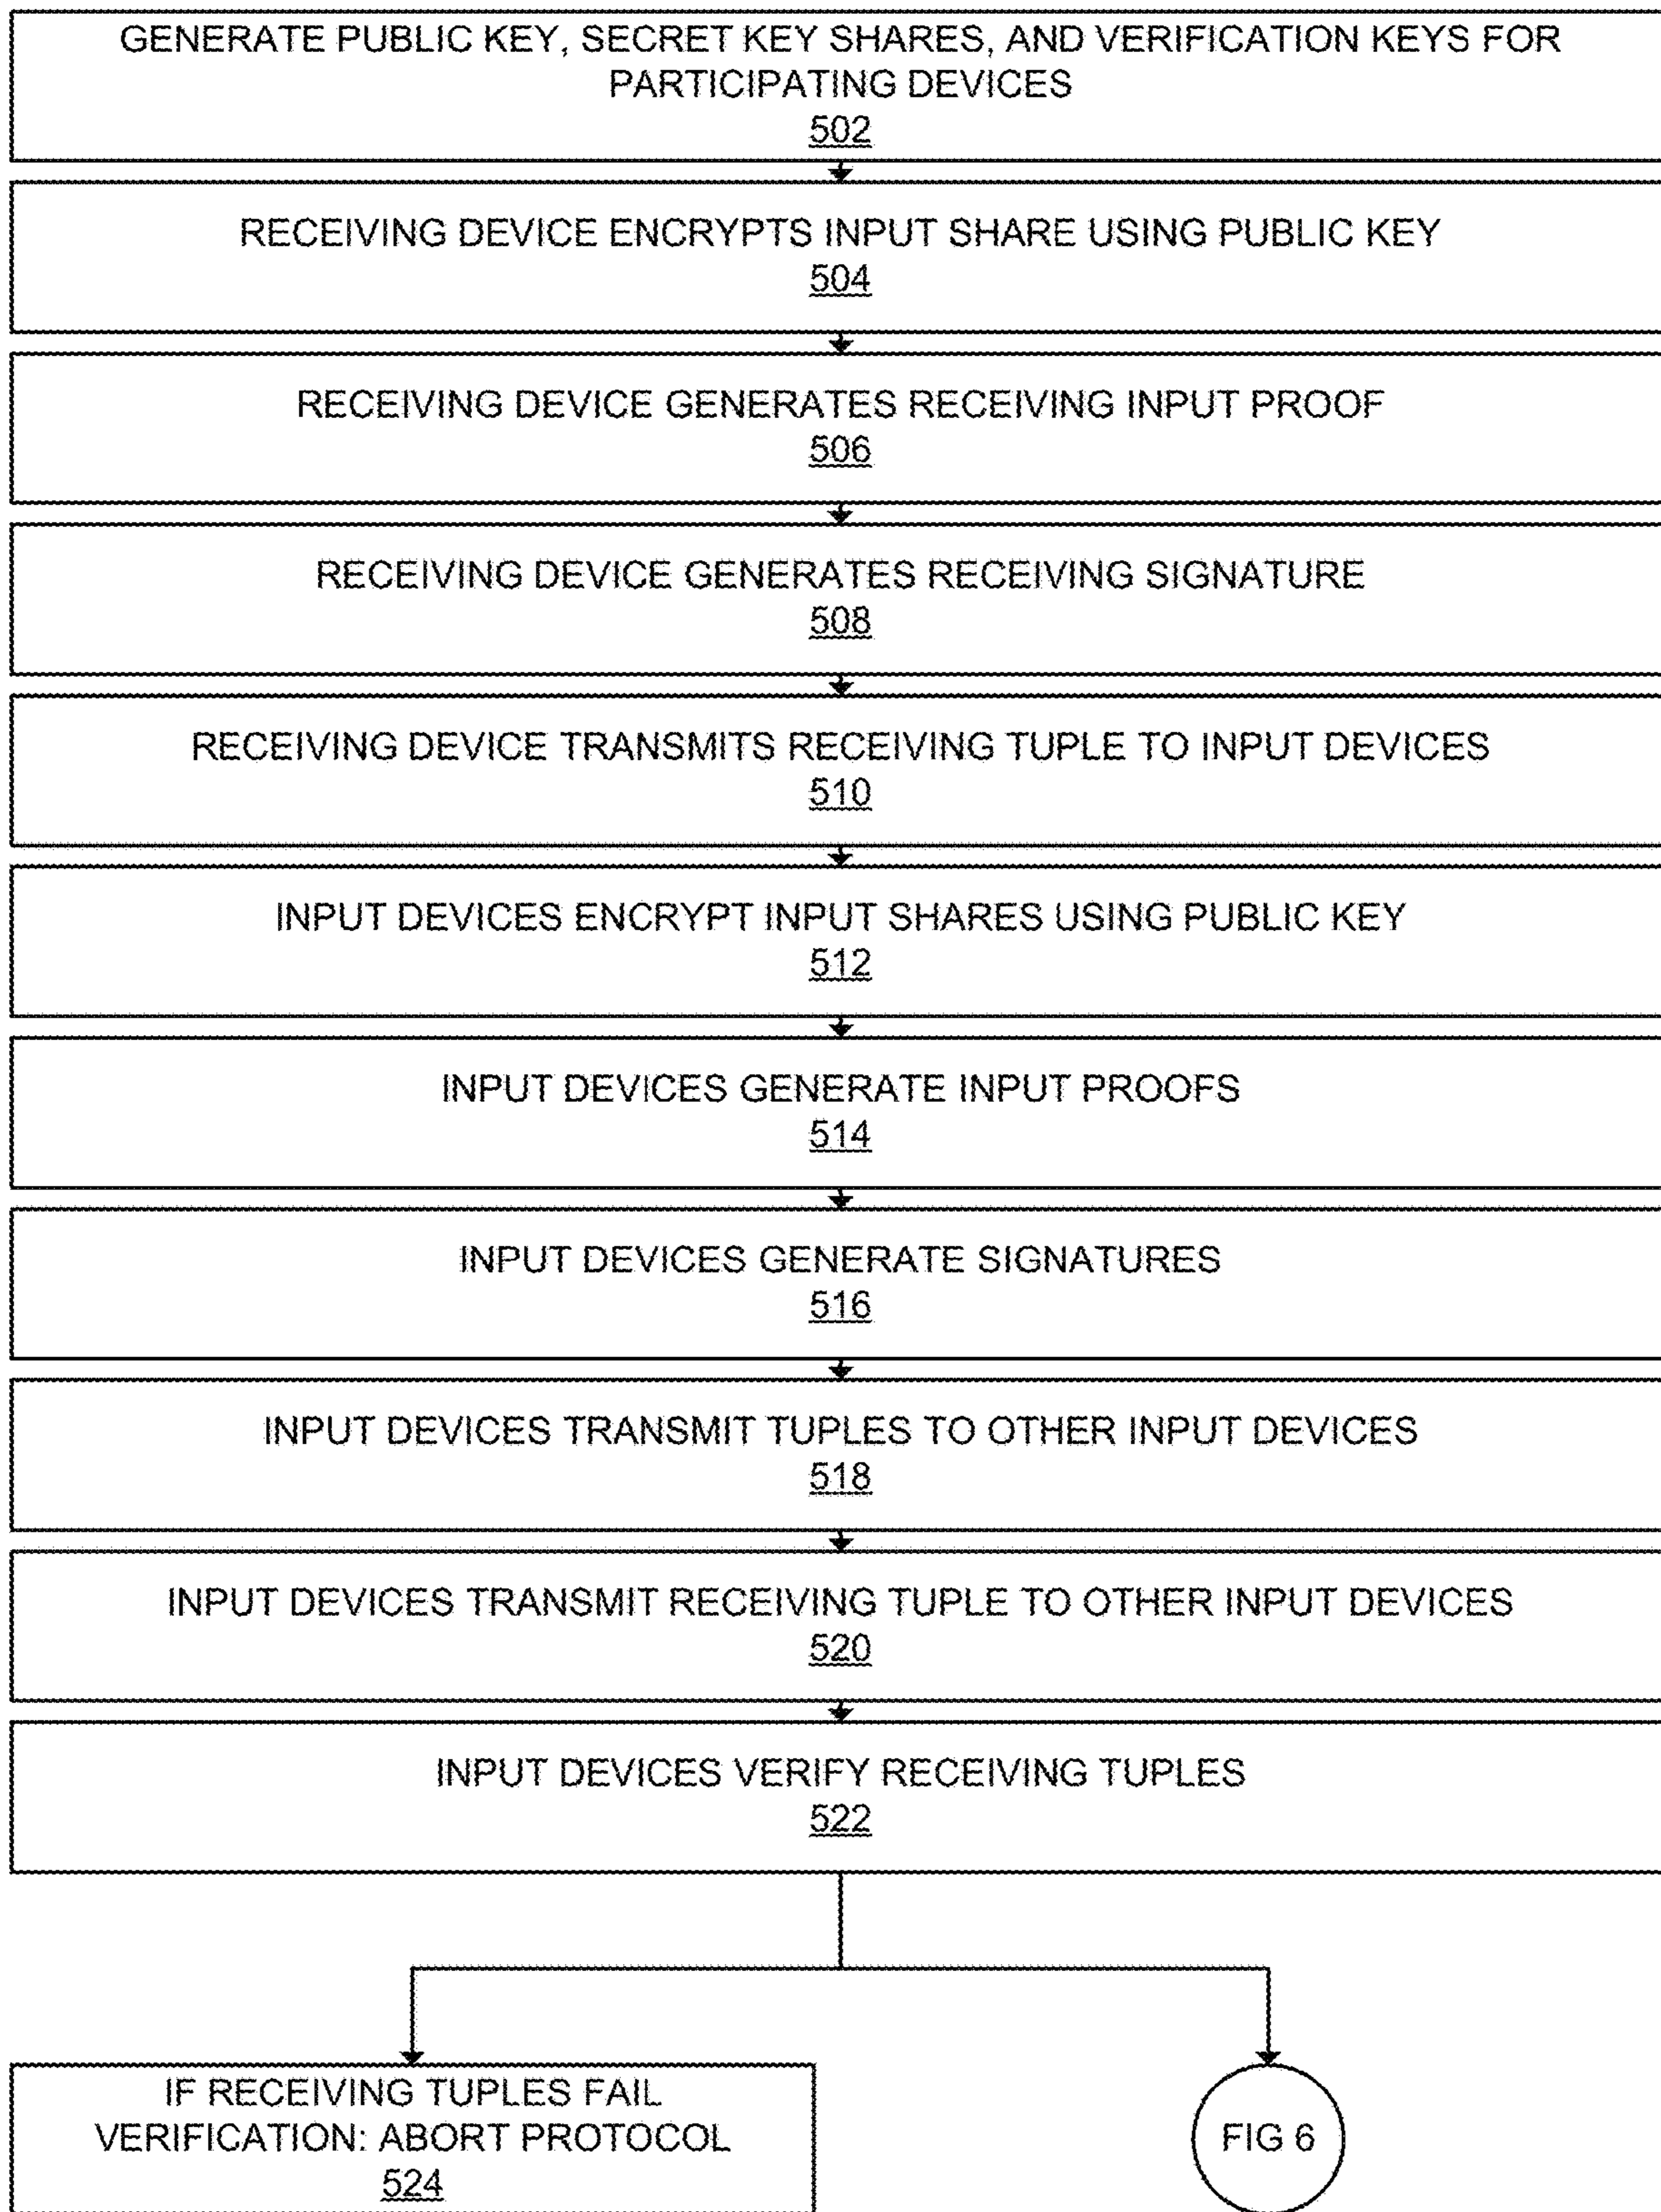 GENERATE PUBLIC KEY, SECRET KEY SHARES, AND VERIFICATION KEYS FOR
PARTICIPATING DEVICES
502
RECEIVING DEVICE ENCRYPTS INPUT SHARE USING PUBLIC KEY
504
RECEIVING DEVICE GENERATES RECEIVING INPUT PROOF
506
RECEIVING DEVICE GENERATES RECEIVING SIGNATURE
508
RECEIVING DEVICE TRANSMITS RECEIVING TUPLE TO INPUT DEVICES
510
INPUT DEVICES ENCRYPT INPUT SHARES USING PUBLIC KEY
512
INPUT DEVICES GENERATE INPUT PROOFS
514
INPUT DEVICES GENERATE SIGNATURES
516
INPUT DEVICES TRANSMIT TUPLES TO OTHER INPUT DEVICES
518
INPUT DEVICES TRANSMIT RECEIVING TUPLE TO OTHER INPUT DEVICES
520
INPUT DEVICES VERIFY RECEIVING TUPLES
522
IF RECEIVING TUPLES FAIL
VERIFICATION: ABORT PROTOCOL
524
FIG 6